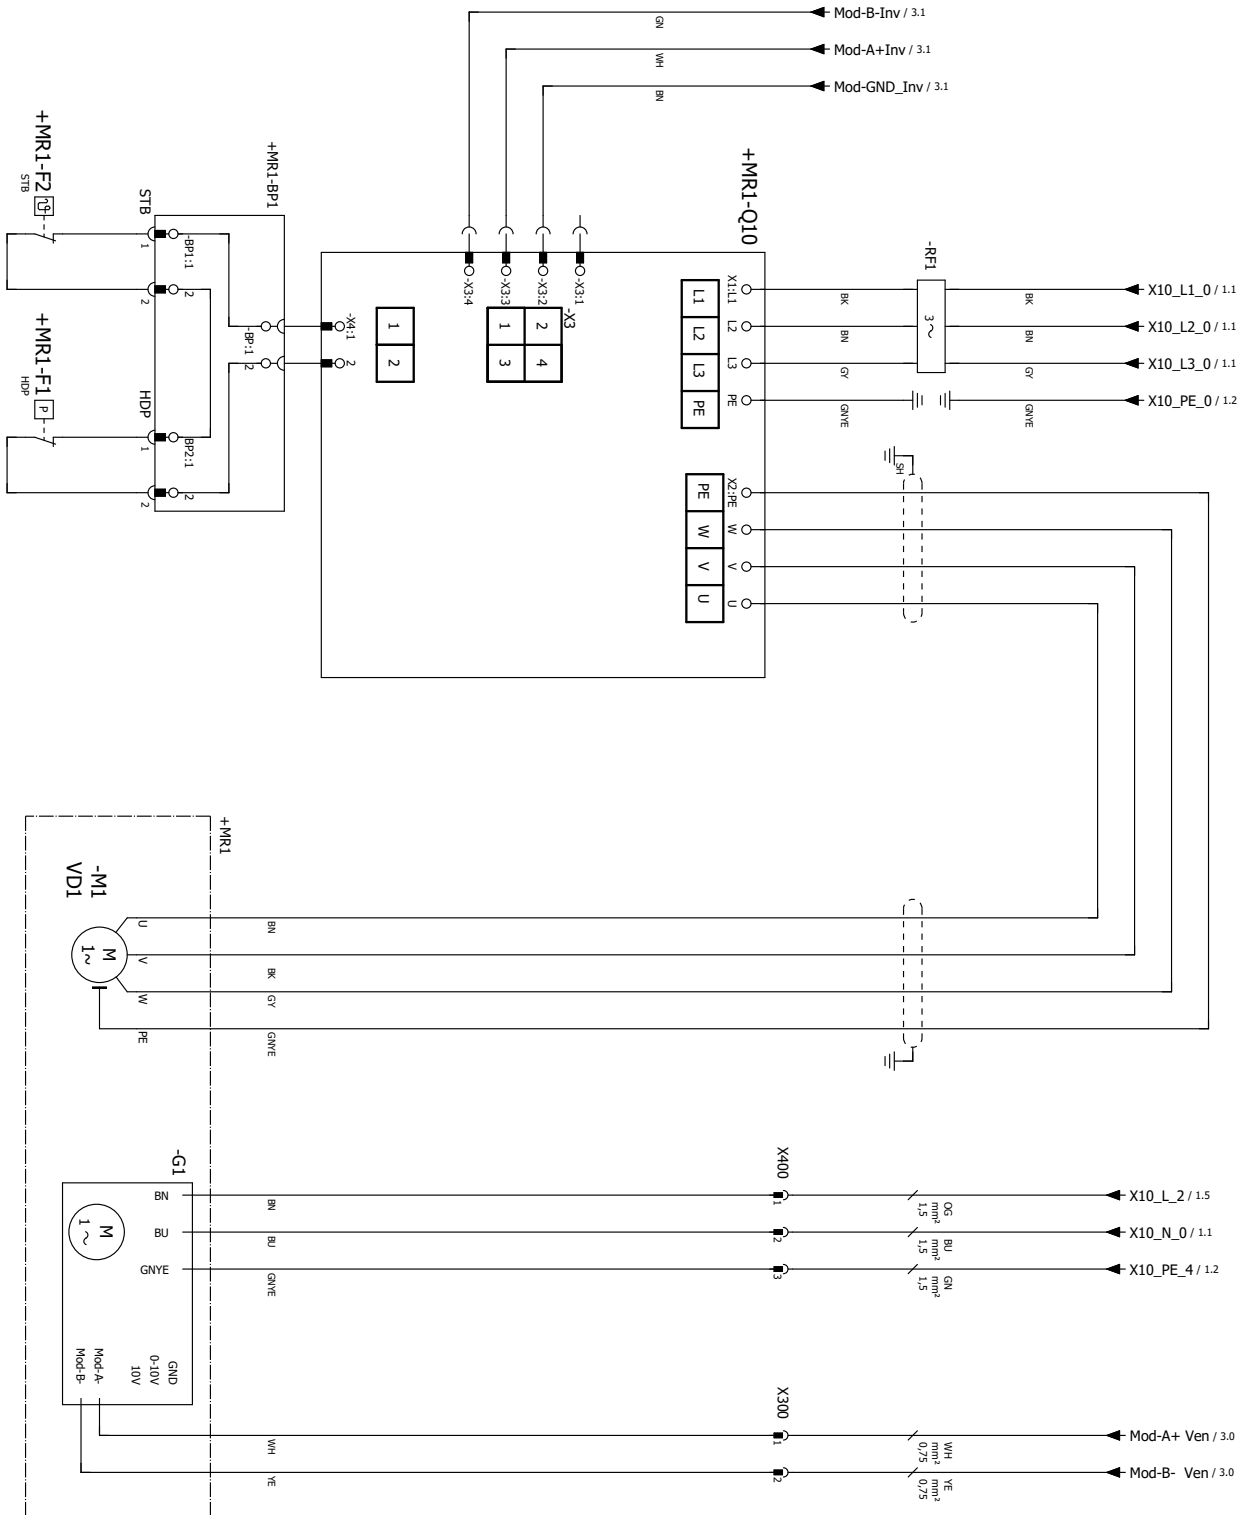 Mod-B-Inv / 3.1
GN
Mod-A+Inv / 3.1
WH
Mod-GND_Inv / 3.1
BN
+MR1-F2
STB
STB
+MR1-BP1
-BP1:1
1
2
2
+MR1-F1
HDP
P
HDP
BP2:1
1
2
2
-BP:1
2
-X4:1
2
1
2
+MR1-Q10
-X3:4
-X3:3
-X3:2
-X3:1
-X3
1 2
3 4
X1:L1
L2
L3
PE
L1
L2
L3
PE
-RF1
3 ~
BK
BN
GY
GNYE
BK
BN
GY
GNYE
X10_L1_0 / 1.1
X10_L2_0 / 1.1
X10_L3_0 / 1.1
X10_PE_0 / 1.2
SH
X2:PE
W
V
U
PE
W
V
U
+MR1
-M1
VD1
M
1~
U
V
W
PE
BN
BK
GY
GNYE
-G1
BN
BU
GNYE
M
1 ~
GND
0-10V
10V
Mod-A-
Mod-B-
BN
BU
GNYE
X400
1
2
3
OG
mm²
1,5
BU
mm²
1,5
GN
mm²
1,5
X10_L_2 / 1.5
X10_N_0 / 1.1
X10_PE_4 / 1.2
WH
YE
X300
1
2
WH
mm²
0,75
YE
mm²
0,75
Mod-A+ Ven / 3.0
Mod-B- Ven / 3.0